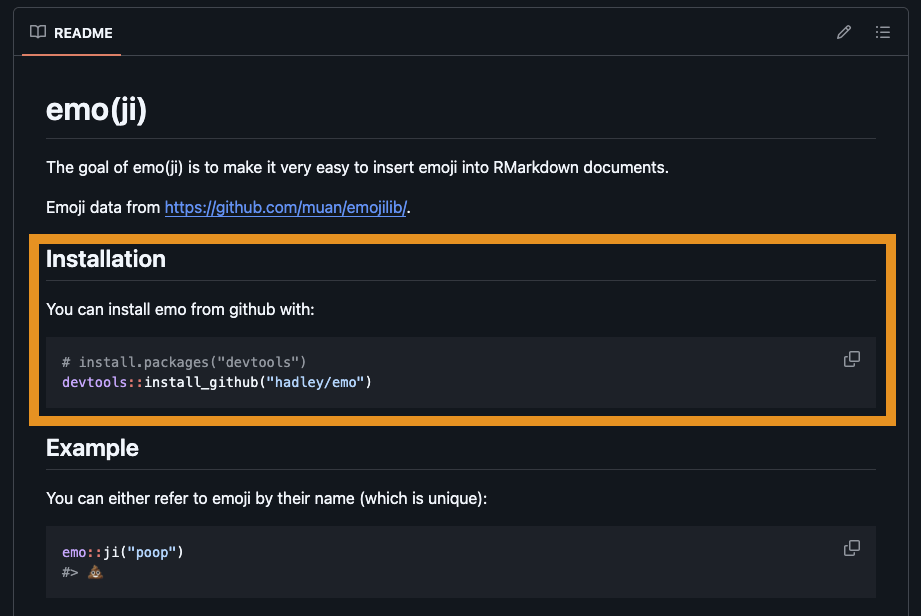 README
emo(ji)
The goal of emo(ji) is to make it very easy to insert emoji into RMarkdown documents.
Emoji data from https://github.com/muan/emojilib/.
Installation
You can install emo from github with:
# install.packages("devtools")
devtools::install_github("hadley/emo")
Example
You can either refer to emoji by their name (which is unique):
emo::ji("poop")
#> 💩